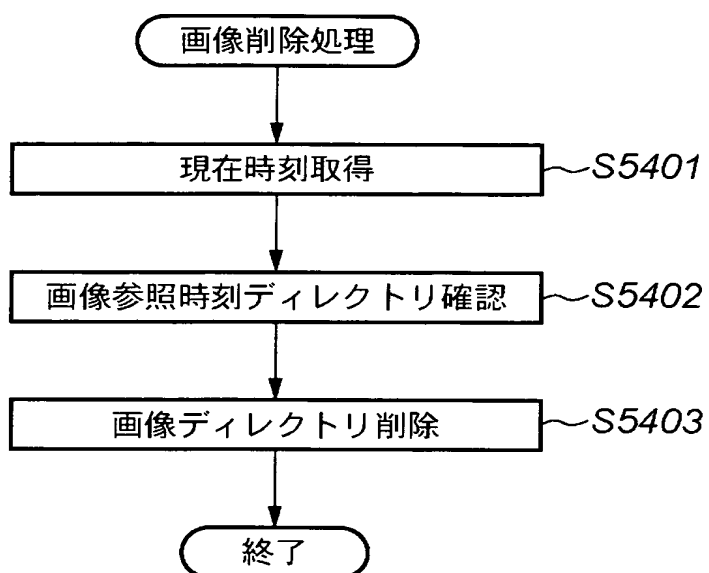 画像削除処理
現在時刻取得
S5401
画像参照時刻ディレクトリ確認
S5402
画像ディレクトリ削除
S5403
終了